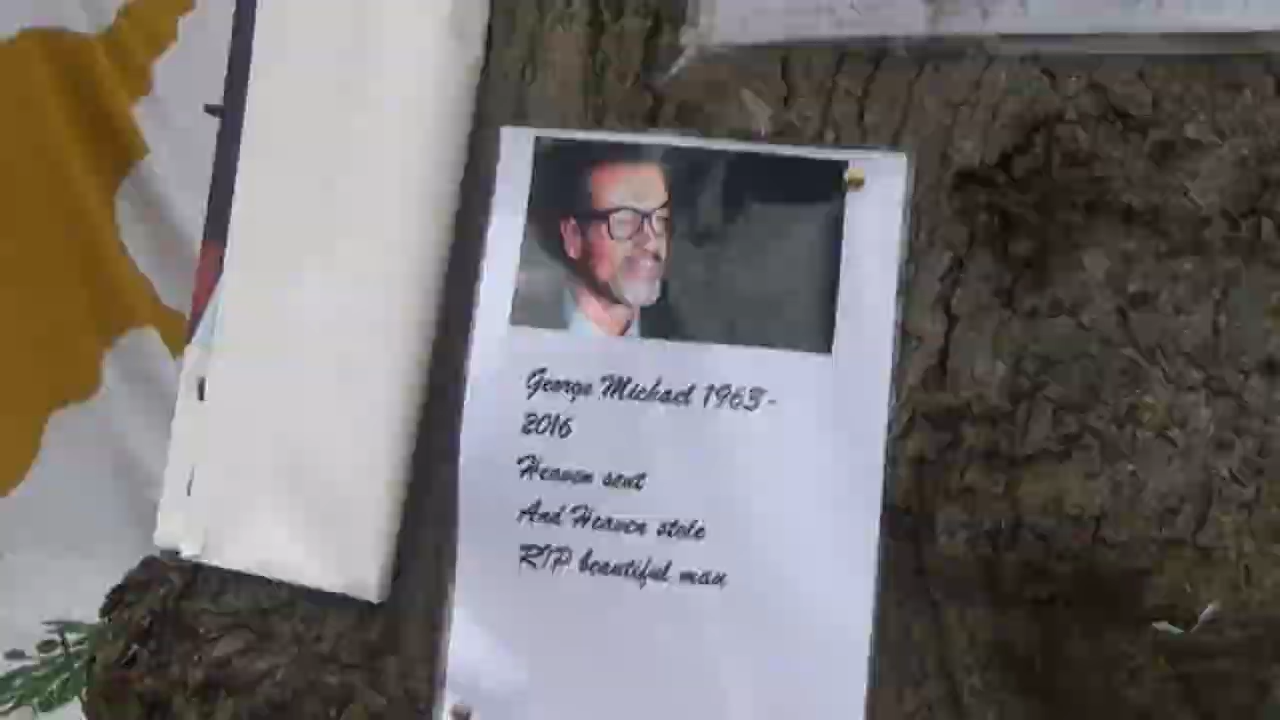 George Michael 1963-
2016
Heaven sent
And Heaven stole
RIP beautiful man